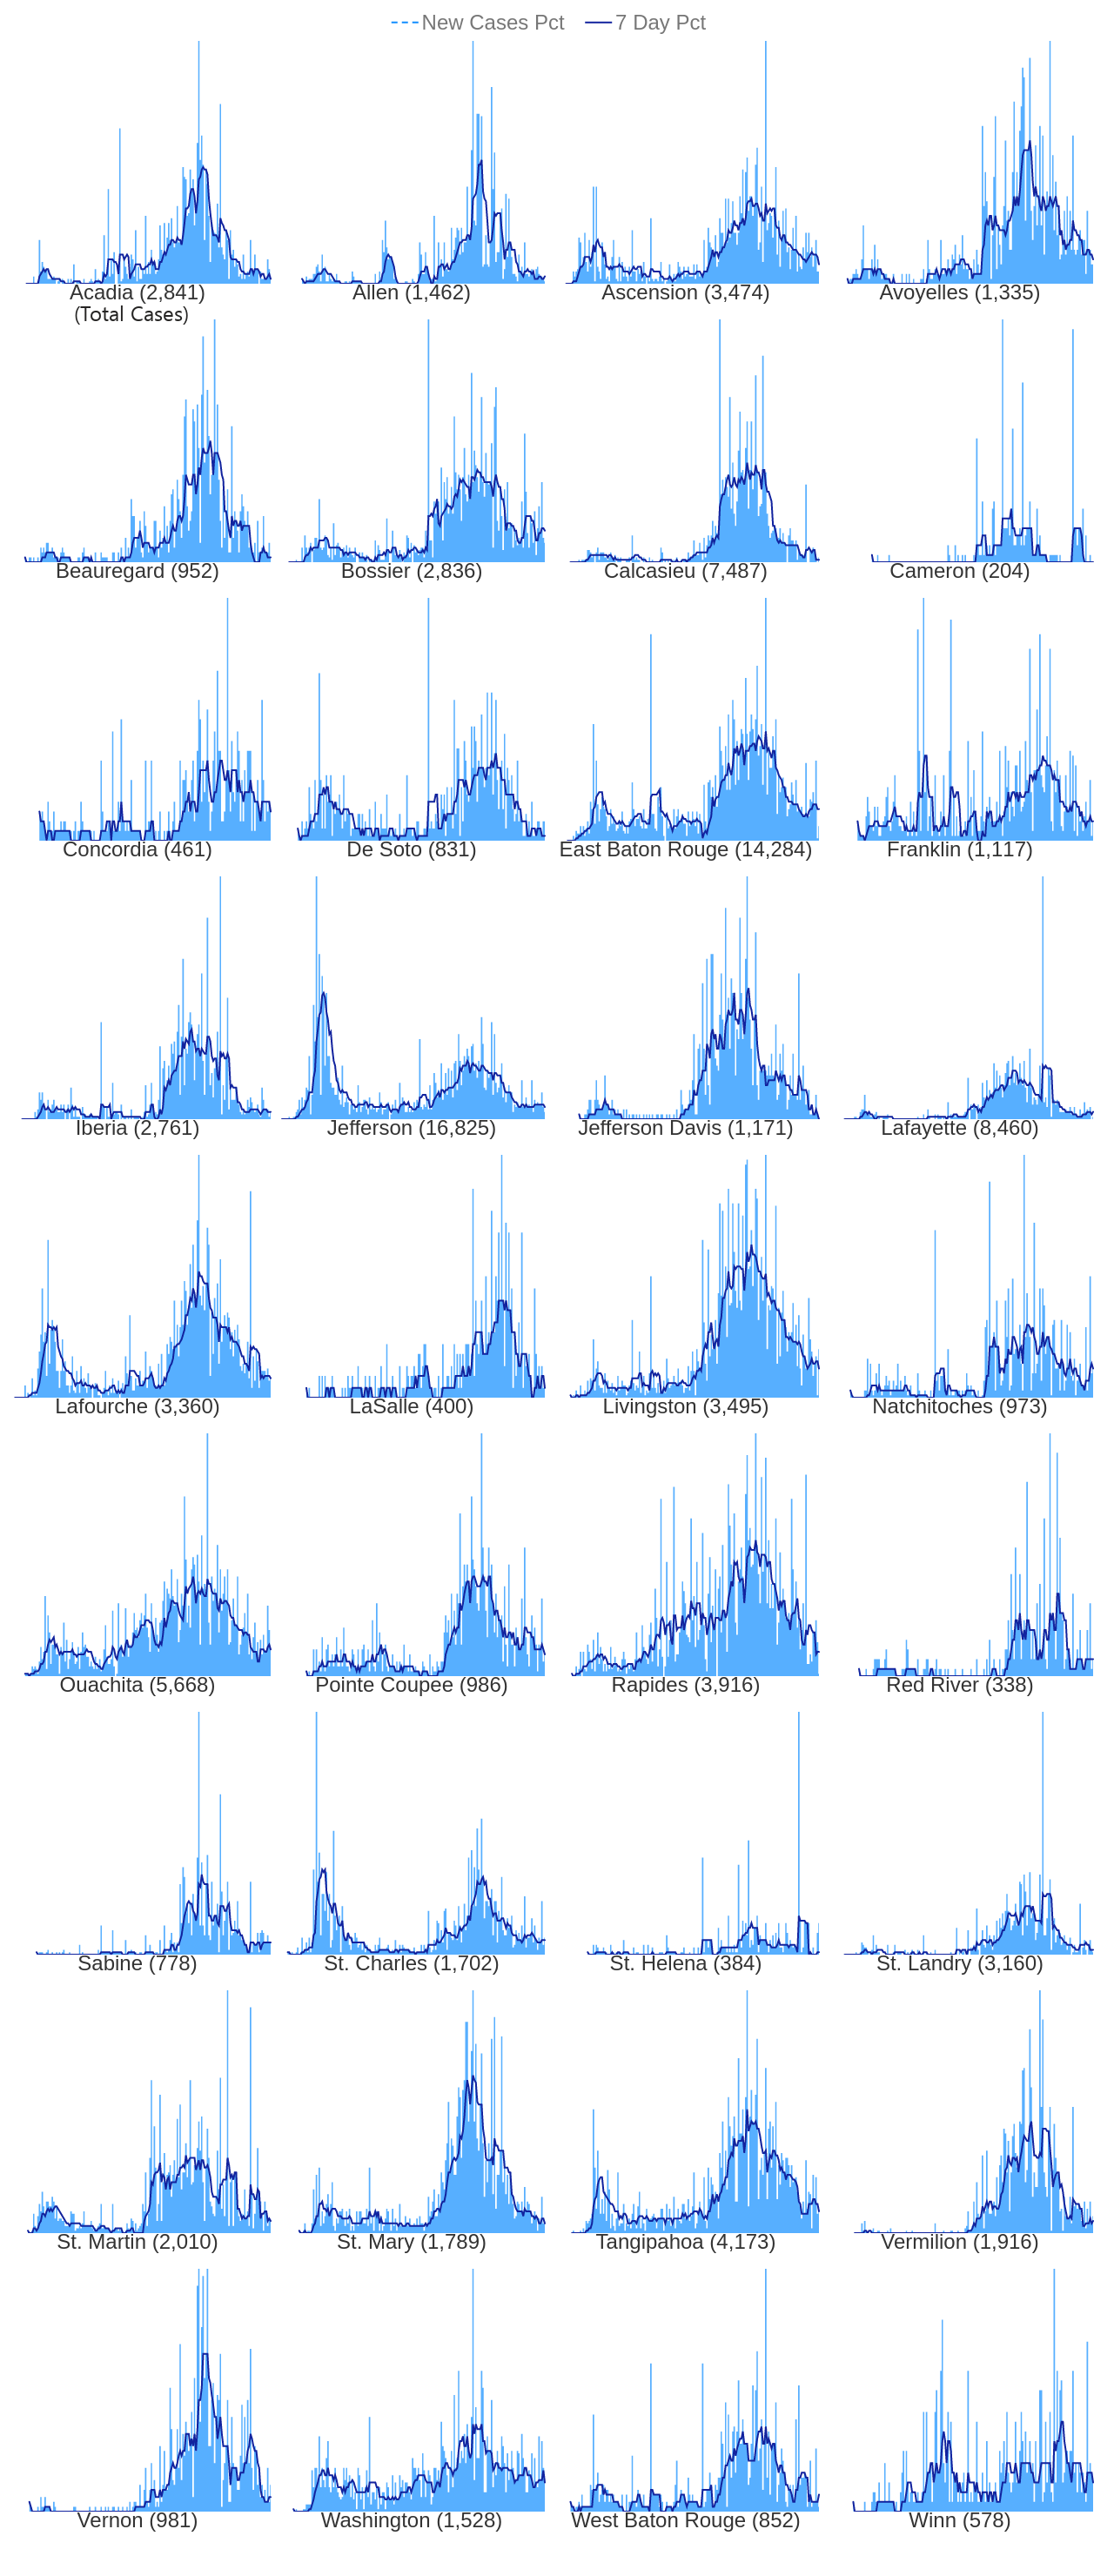 New Cases Pct 7 Day Pct
Acadia (2,841) Allen (1,462) Ascension (3,474) Avoyelles (1,335)
(Total Cases)
Beauregard (952) Bossier (2,836) Calcasieu (7,487) Cameron (204)
Concordia (461) De Soto (831) East Baton Rouge (14,284) Franklin (1,117)
Iberia (2,761) Jefferson (16,825) Jefferson Davis (1,171) Lafayette (8,460)
Lafourche (3,360) LaSalle (400) Livingston (3,495) Natchitoches (973)
Ouachita (5,668) Pointe Coupee (986) Rapides (3,916) Red River (338)
Sabine (778) St. Charles (1,702) St. Helena (384) St. Landry (3,160)
St. Martin (2,010) St. Mary (1,789) Tangipahoa (4,173) Vermilion (1,916)
Vernon (981) Washington (1,528) West Baton Rouge (852) Winn (578)